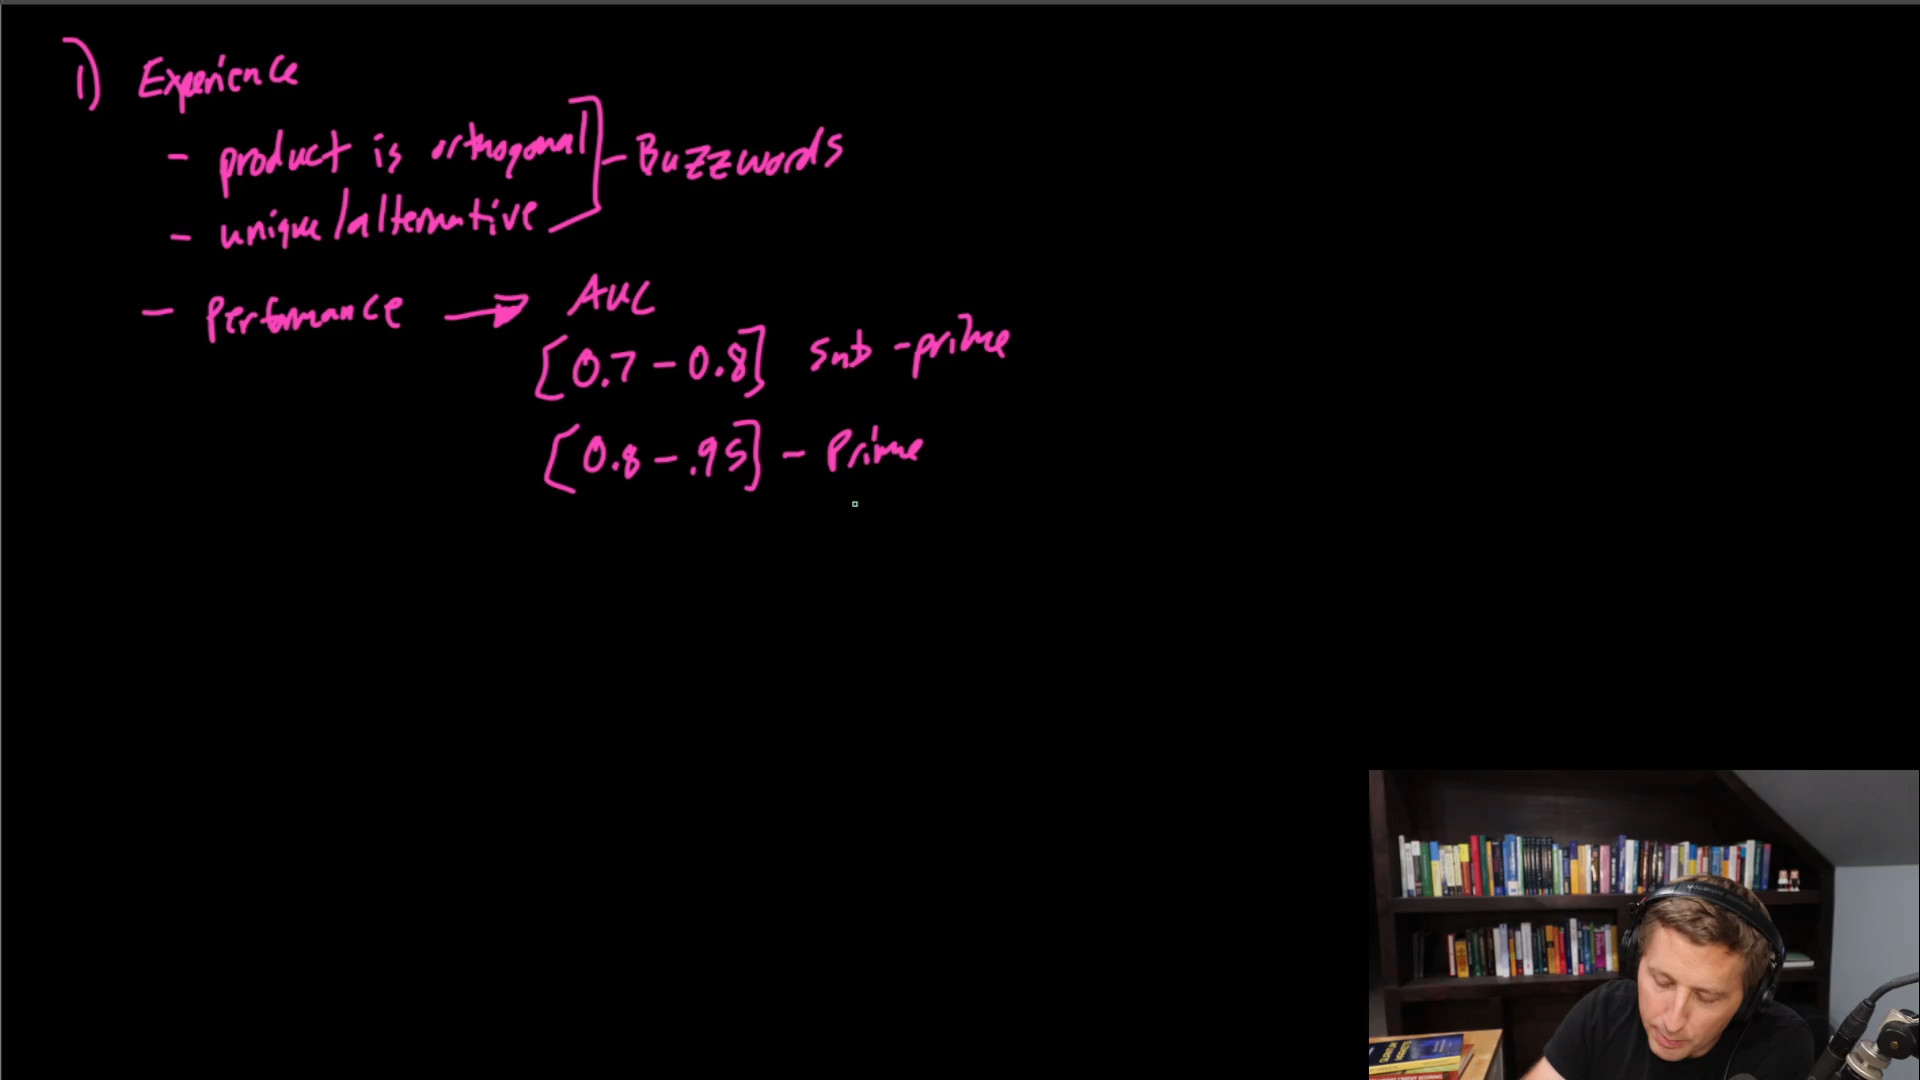 1) Experience
- product is orthogonal
- unique/alternative
- Buzzwords
- Performance → AUC
[0.7 - 0.8] sub-prime
[0.8 - .95] - Prime
QUANTUM